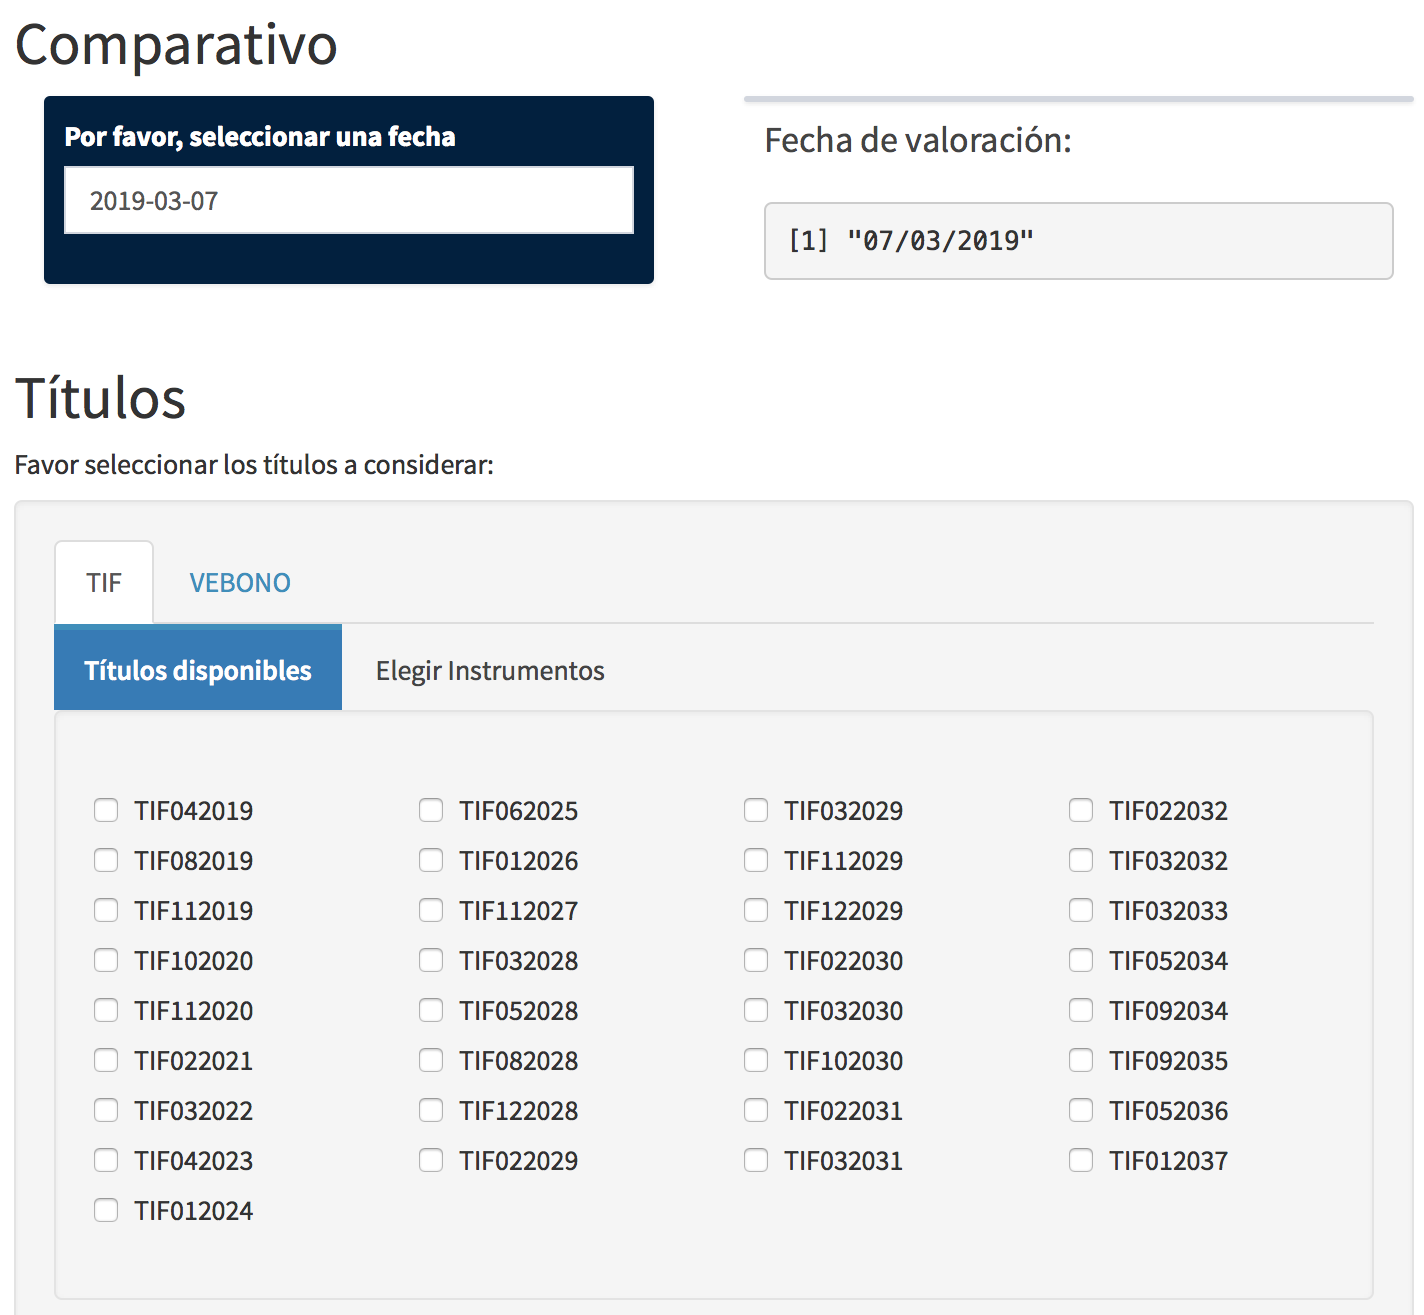 Comparativo
Por favor, seleccionar una fecha
2019-03-07
Fecha de valoración:
[1] "07/03/2019"
Títulos
Favor seleccionar los títulos a considerar:
TIF VEBONO
Títulos disponibles Elegir Instrumentos
TIF042019 TIF062025 TIF032029 TIF022032
TIF082019 TIF012026 TIF112029 TIF032032
TIF112019 TIF112027 TIF122029 TIF032033
TIF102020 TIF032028 TIF022030 TIF052034
TIF112020 TIF052028 TIF032030 TIF092034
TIF022021 TIF082028 TIF102030 TIF092035
TIF032022 TIF122028 TIF022031 TIF052036
TIF042023 TIF022029 TIF032031 TIF012037
TIF012024